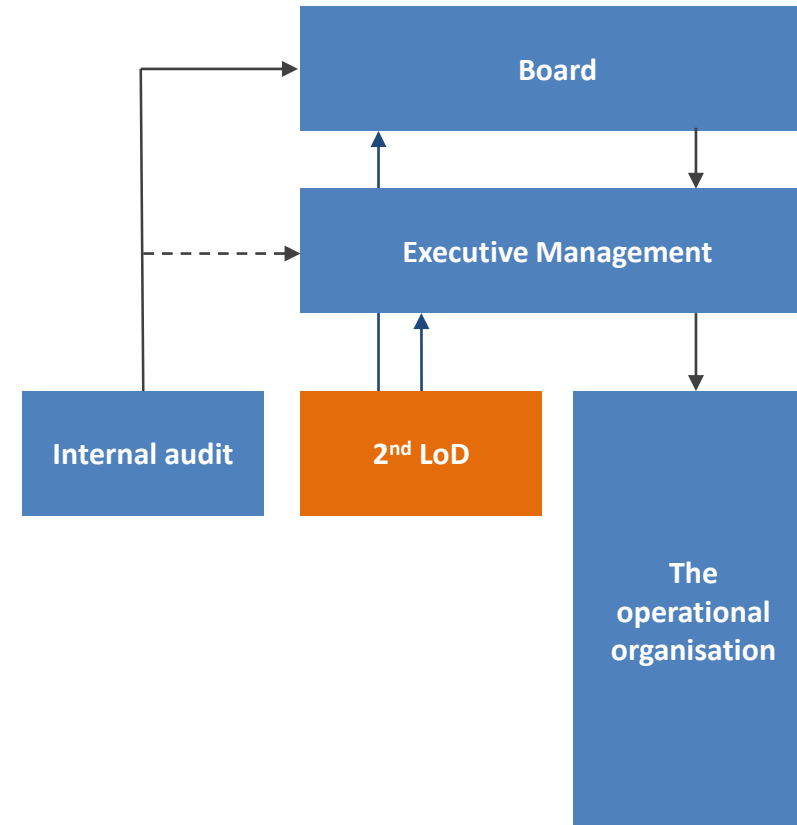 Board
Executive Management
Internal audit
2nd LoD
The
operational
organisation